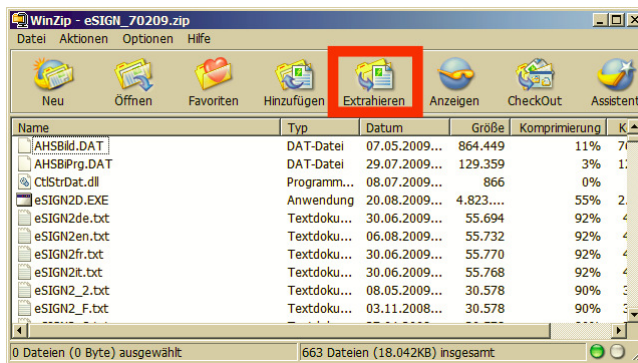 WinZip - eSIGN_70209.zip
Datei Aktionen Optionen Hilfe
Neu Öffnen Favoriten Hinzufügen Extrahieren Anzeigen CheckOut Assistent
Name Typ Datum Größe Komprimierung K
AHSBild.DAT DAT-Datei 07.05.2009... 864.449 11%
AHSBiPrg.DAT DAT-Datei 29.07.2009... 129.359 3%
CtlStrDat.dll Programm... 08.07.2009... 866 0%
eSIGN2D.EXE Anwendung 20.08.2009... 4.823.... 55% 2.
eSIGN2de.txt Textdoku... 30.06.2009... 55.694 92%
eSIGN2en.txt Textdoku... 06.08.2009... 55.732 92%
eSIGN2fr.txt Textdoku... 30.06.2009... 55.770 92%
eSIGN2it.txt Textdoku... 30.06.2009... 55.768 92%
eSIGN2_2.txt Textdoku... 08.05.2009... 30.578 90%
eSIGN2_F.txt Textdoku... 03.11.2008... 30.578 90%
0 Dateien (0 Byte) ausgewählt 663 Dateien (18.042KB) insgesamt